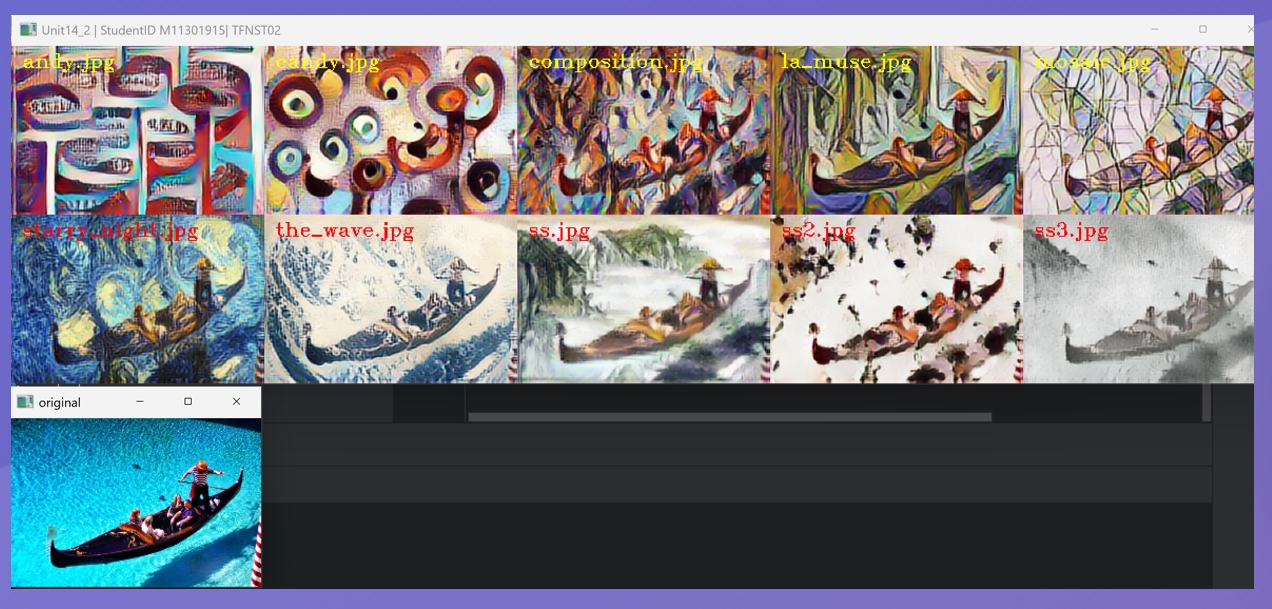 Unit14_2 | StudentID M11301915| TFNST02
andy.jpg
candy.jpg
composition.jpg
la_muse.jpg
mosaic.jpg
starry_night.jpg
the_wave.jpg
ss.jpg
ss2.jpg
ss3.jpg
original